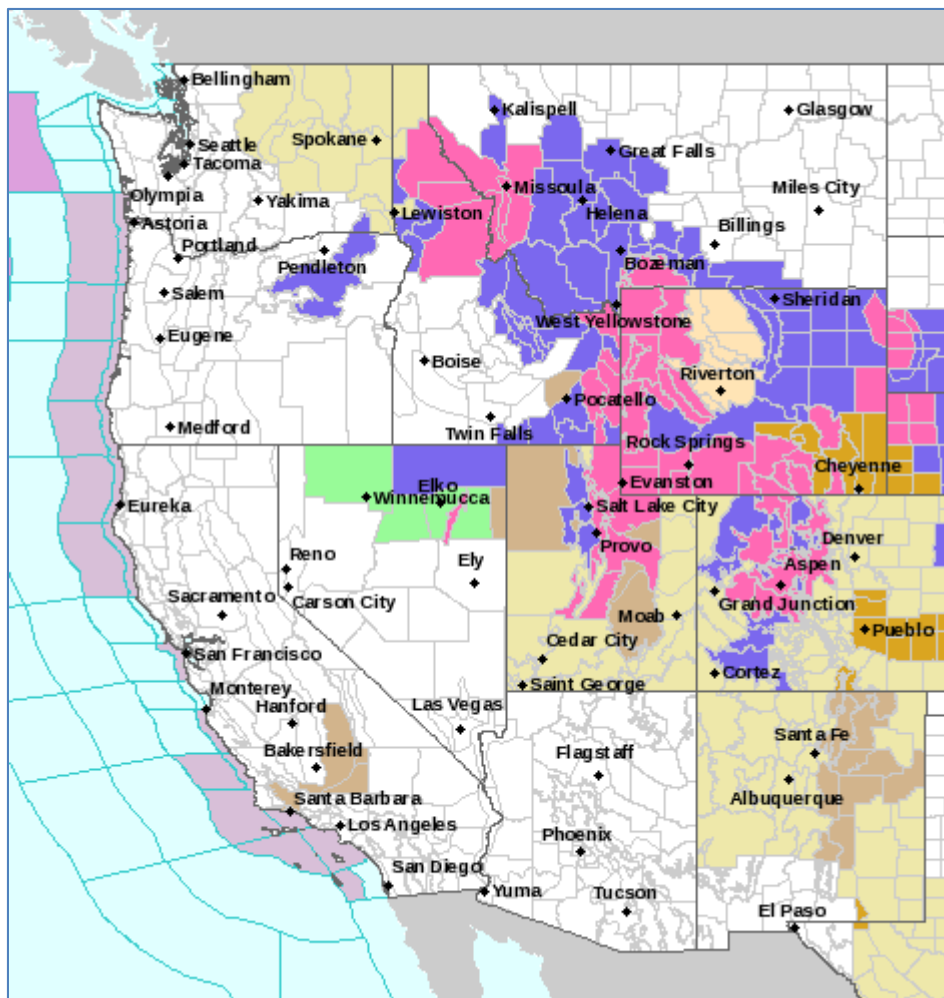 Bellingham
Kalispell
Glasgow
Seattle
Spokane
Great Falls
Tacoma
Olympia
Missoula
Miles City
Yakima
Lewiston
Helena
Astoria
Billings
Portland
Pendleton
Bozeman
Salem
Sheridan
West Yellowstone
Eugene
Boise
Riverton
Pocatello
Medford
Twin Falls
Rock Springs
Cheyenne
Elko
Evanston
Winnemucca
Eureka
Salt Lake City
Provo
Denver
Reno
Ely
Aspen
Carson City
Grand Junction
Sacramento
Moab
Pueblo
Cedar City
San Francisco
Cortez
Saint George
Monterey
Hanford
Las Vegas
Bakersfield
Flagstaff
Santa Fe
Albuquerque
Santa Barbara
Los Angeles
Phoenix
San Diego
Yuma
Tucson
El Paso